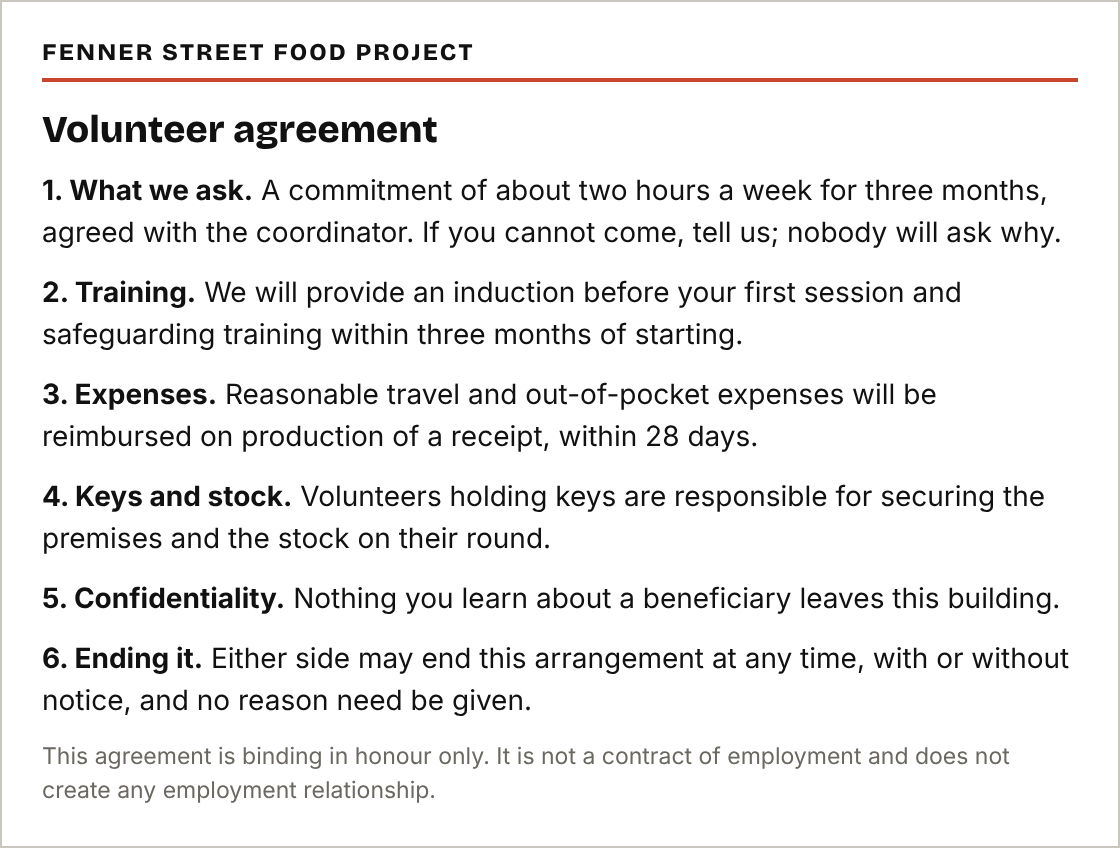 FENNER STREET FOOD PROJECT
Volunteer agreement
1. What we ask. A commitment of about two hours a week for three months,
agreed with the coordinator. If you cannot come, tell us; nobody will ask why.
2. Training. We will provide an induction before your first session and
safeguarding training within three months of starting.
3. Expenses. Reasonable travel and out-of-pocket expenses will be
reimbursed on production of a receipt, within 28 days.
4. Keys and stock. Volunteers holding keys are responsible for securing the
premises and the stock on their round.
5. Confidentiality. Nothing you learn about a beneficiary leaves this building.
6. Ending it. Either side may end this arrangement at any time, with or without
notice, and no reason need be given.
This agreement is binding in honour only. It is not a contract of employment and does not
create any employment relationship.